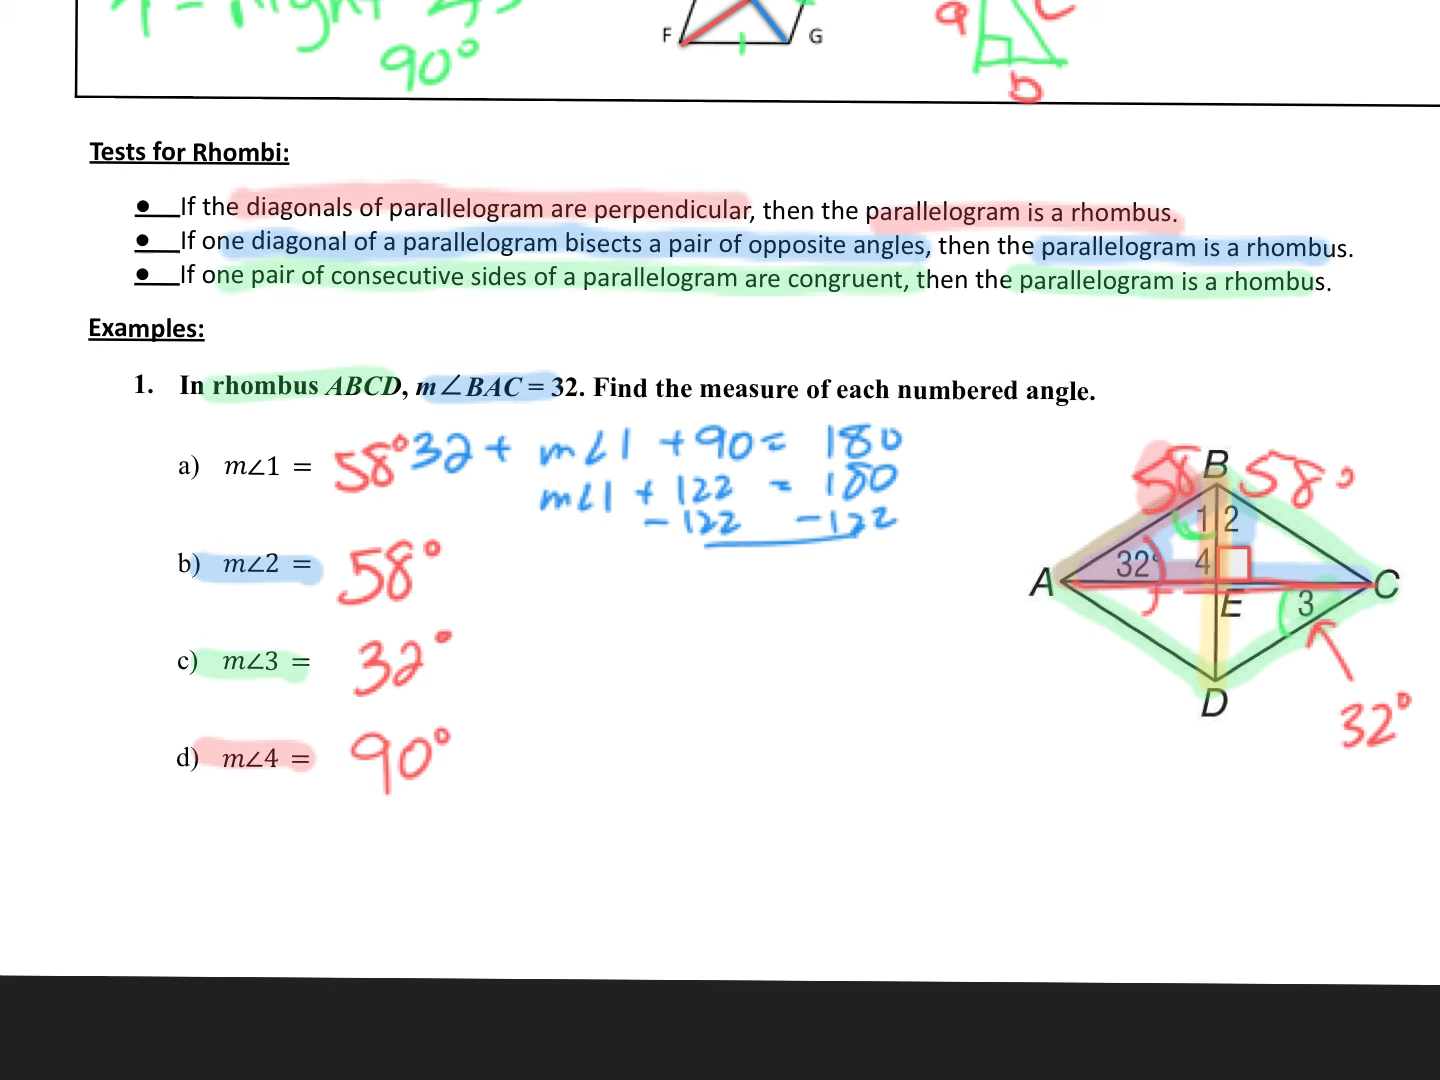 90°
F
G
a
b
Tests for Rhombi:
● If the diagonals of parallelogram are perpendicular, then the parallelogram is a rhombus.
● If one diagonal of a parallelogram bisects a pair of opposite angles, then the parallelogram is a rhombus.
● If one pair of consecutive sides of a parallelogram are congruent, then the parallelogram is a rhombus.
Examples:
1. In rhombus ABCD, m∠BAC = 32. Find the measure of each numbered angle.
a) m∠1 = 58° 32 + m∠1 + 90 = 180
m∠1 + 122 = 180
- 122 - 122
b) m∠2 = 58°
c) m∠3 = 32°
d) m∠4 = 90°
58 B 58°
1 2
32° 4
A E 3 C
D
32°